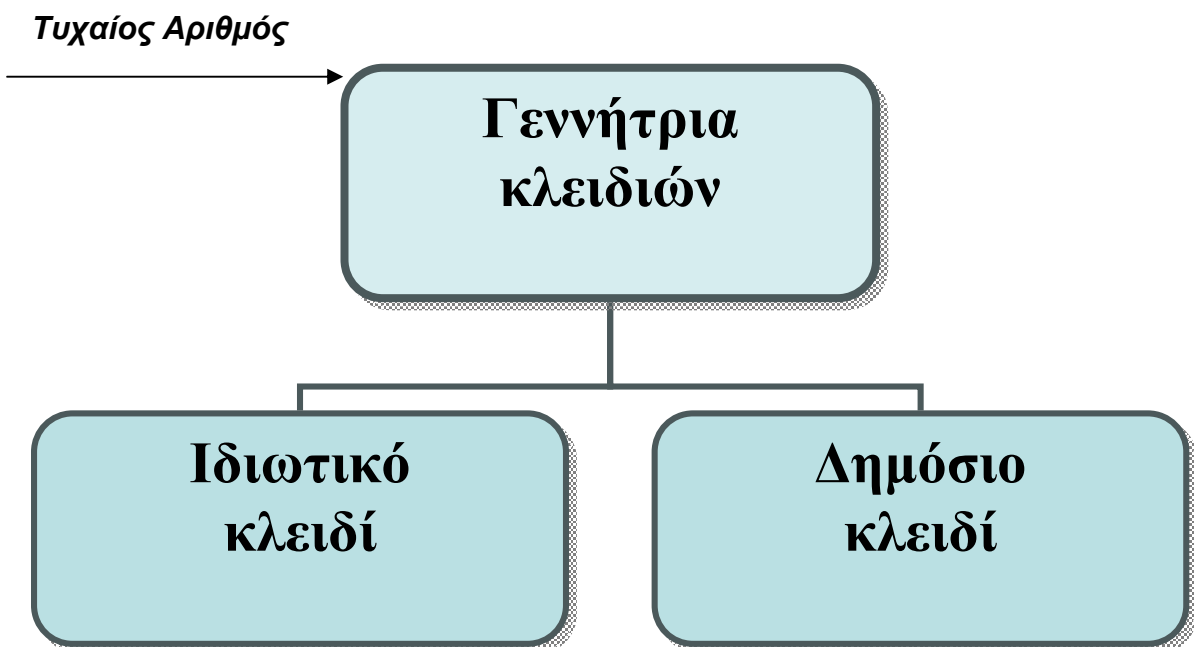 Τυχαίος Αριθμός
Γεννήτρια
κλειδιών
Ιδιωτικό
κλειδί
Δημόσιο
κλειδί